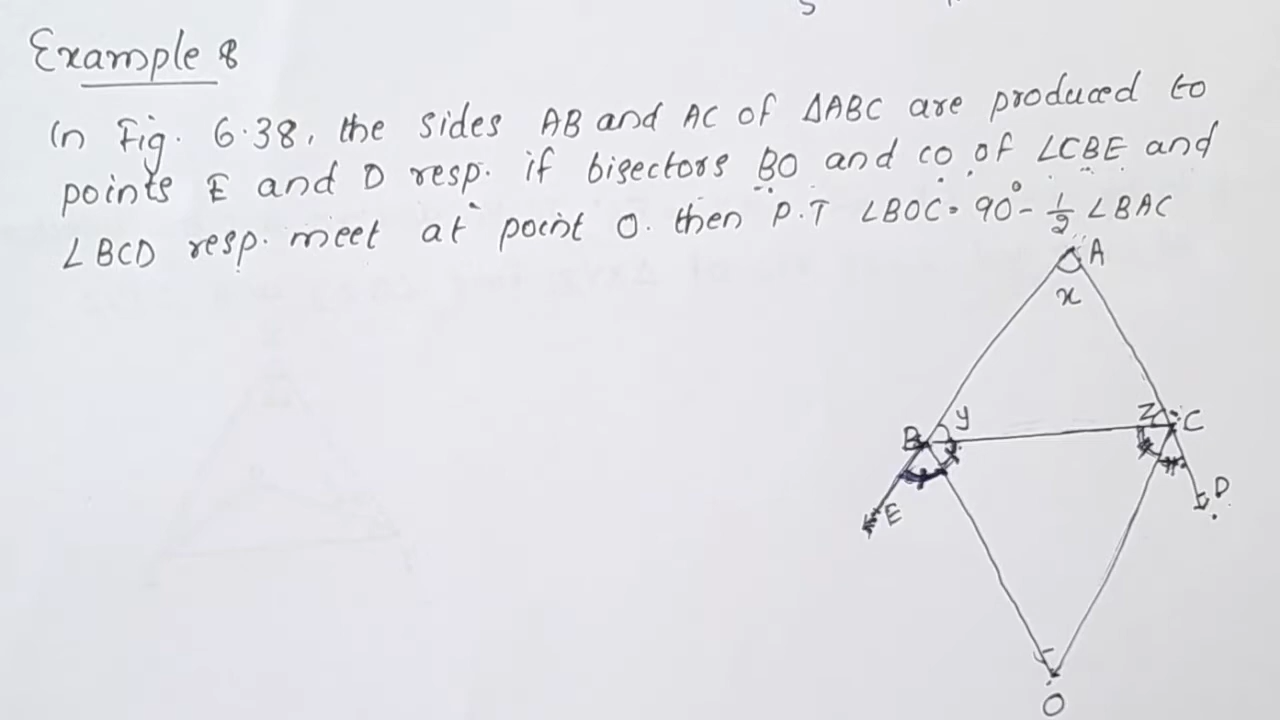 Example 8
In Fig. 6.38, the sides AB and AC of ΔABC are produced to
points E and D resp. if bisectors BO and CO of ∠CBE and
∠BCD resp. meet at point O. then P.T ∠BOC = 90° - 1/2 ∠BAC
A
x
B y z C
E D
O